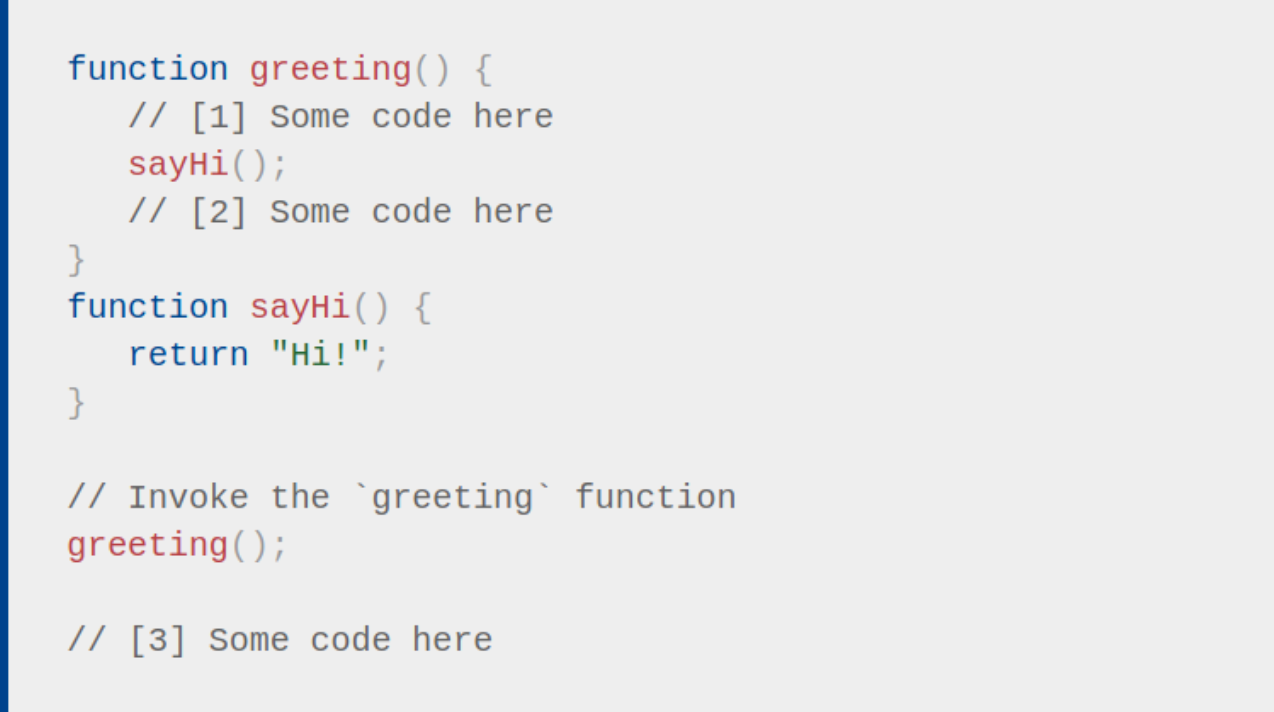 function greeting() {
   // [1] Some code here
   sayHi();
   // [2] Some code here
}
function sayHi() {
   return "Hi!";
}

// Invoke the `greeting` function
greeting();

// [3] Some code here